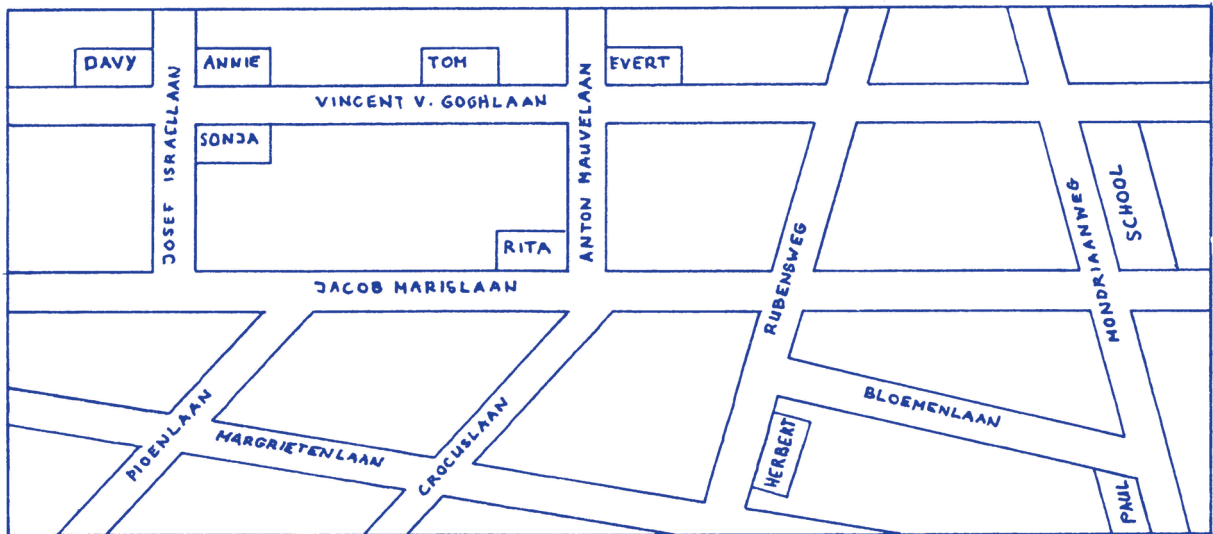 DAVY
ANNIE
TOM
EVERT
VINCENT V. GOGHLAAN
SONJA
JOSEF ISRAELLAAN
ANTON MAUVELAAN
RITA
SCHOOL
JACOB MARISLAAN
RUBENSWEG
MONDRIAANWEG
PIOENLAAN
MARGRIETENLAAN
CROCUSLAAN
BLOEMENLAAN
HERBERT
PAUL